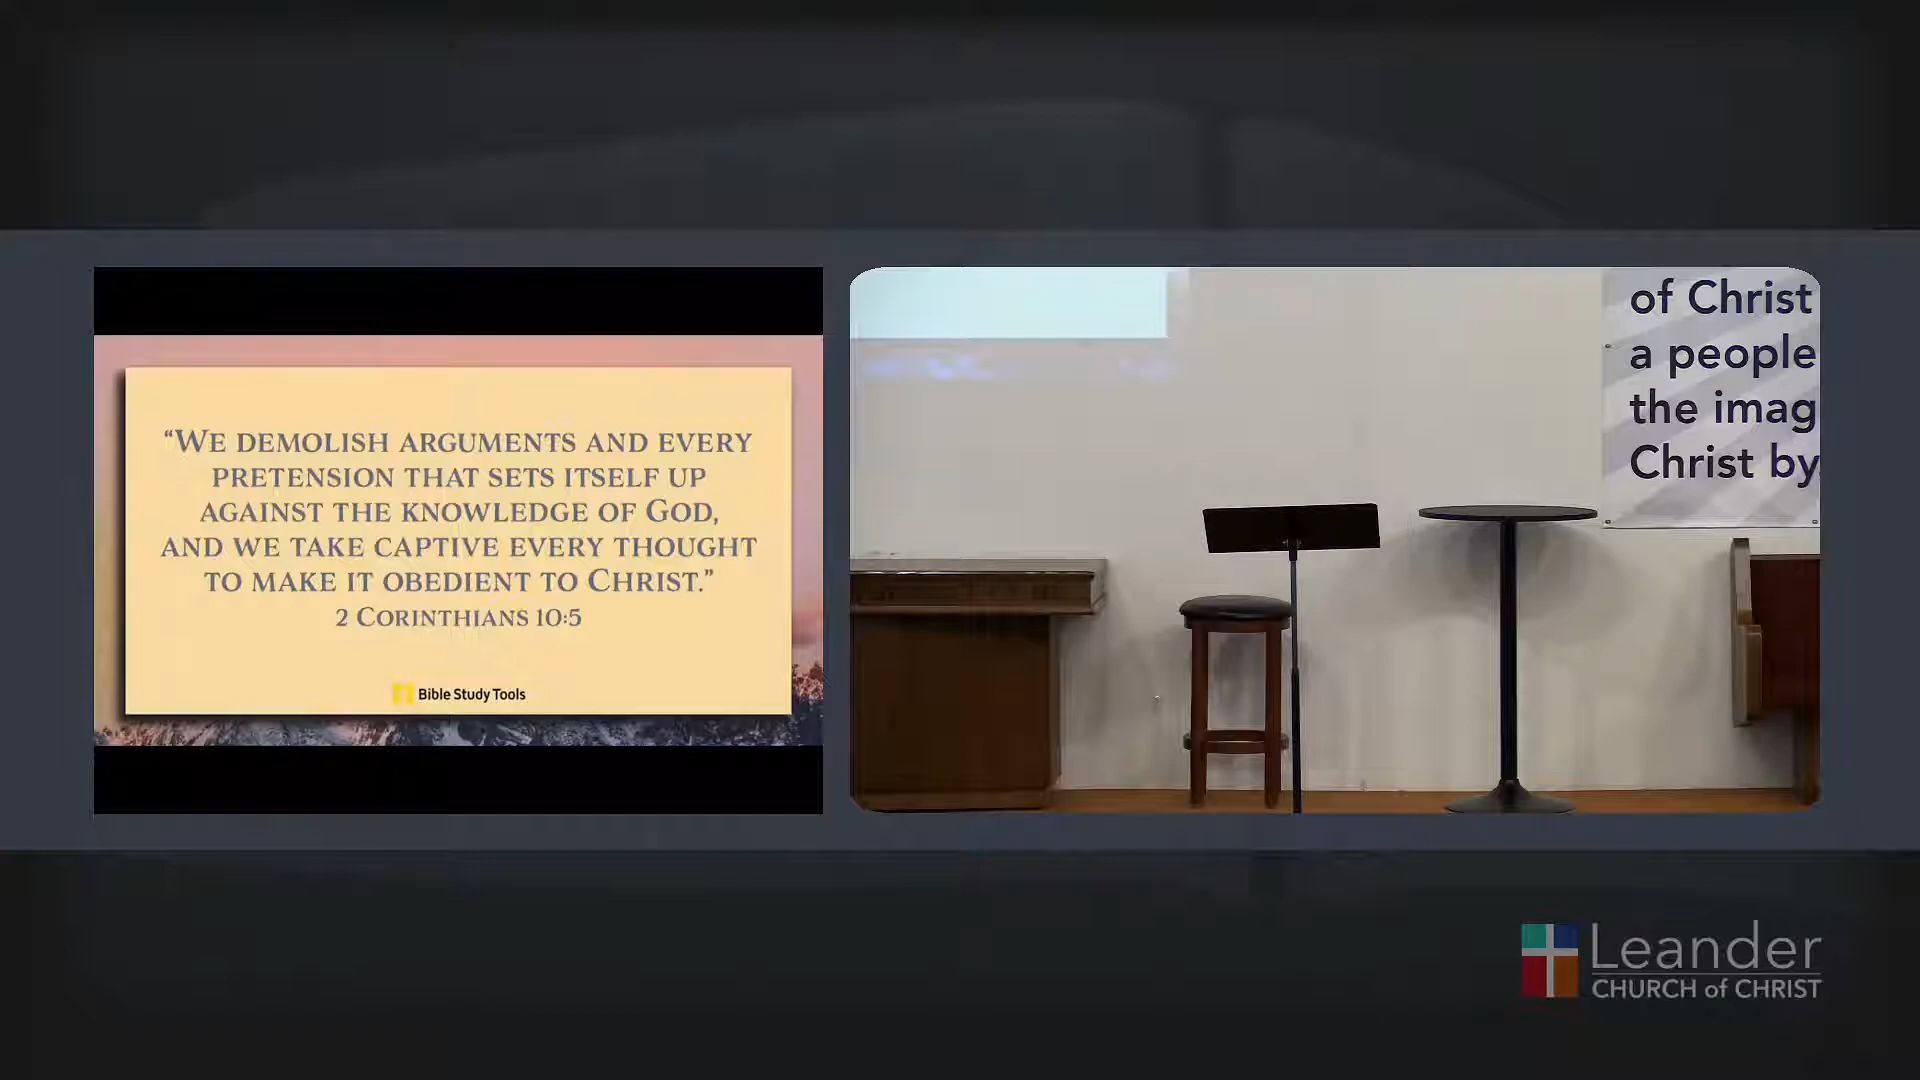 “WE DEMOLISH ARGUMENTS AND EVERY
PRETENSION THAT SETS ITSELF UP
AGAINST THE KNOWLEDGE OF GOD,
AND WE TAKE CAPTIVE EVERY THOUGHT
TO MAKE IT OBEDIENT TO CHRIST.”
2 CORINTHIANS 10:5
Bible Study Tools
of Christ
a people
the imag
Christ by
Leander
CHURCH of CHRIST